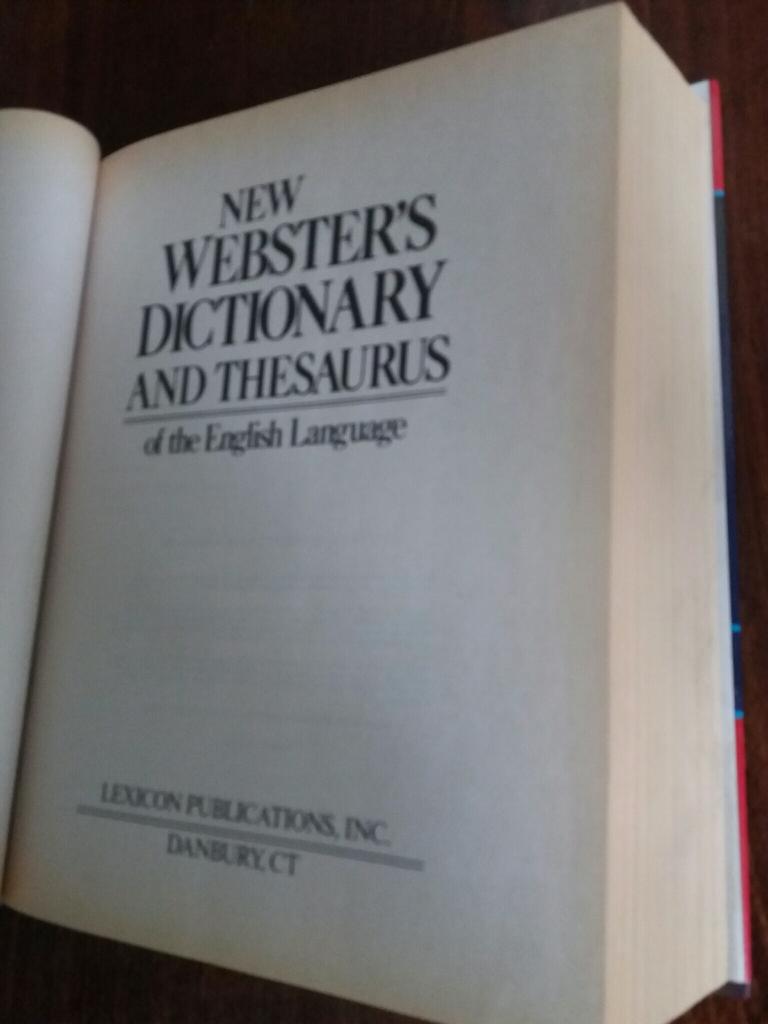 NEW
WEBSTER'S
DICTIONARY
AND THESAURUS
of the English Language
LEXICON PUBLICATIONS, INC.
DANBURY, CT